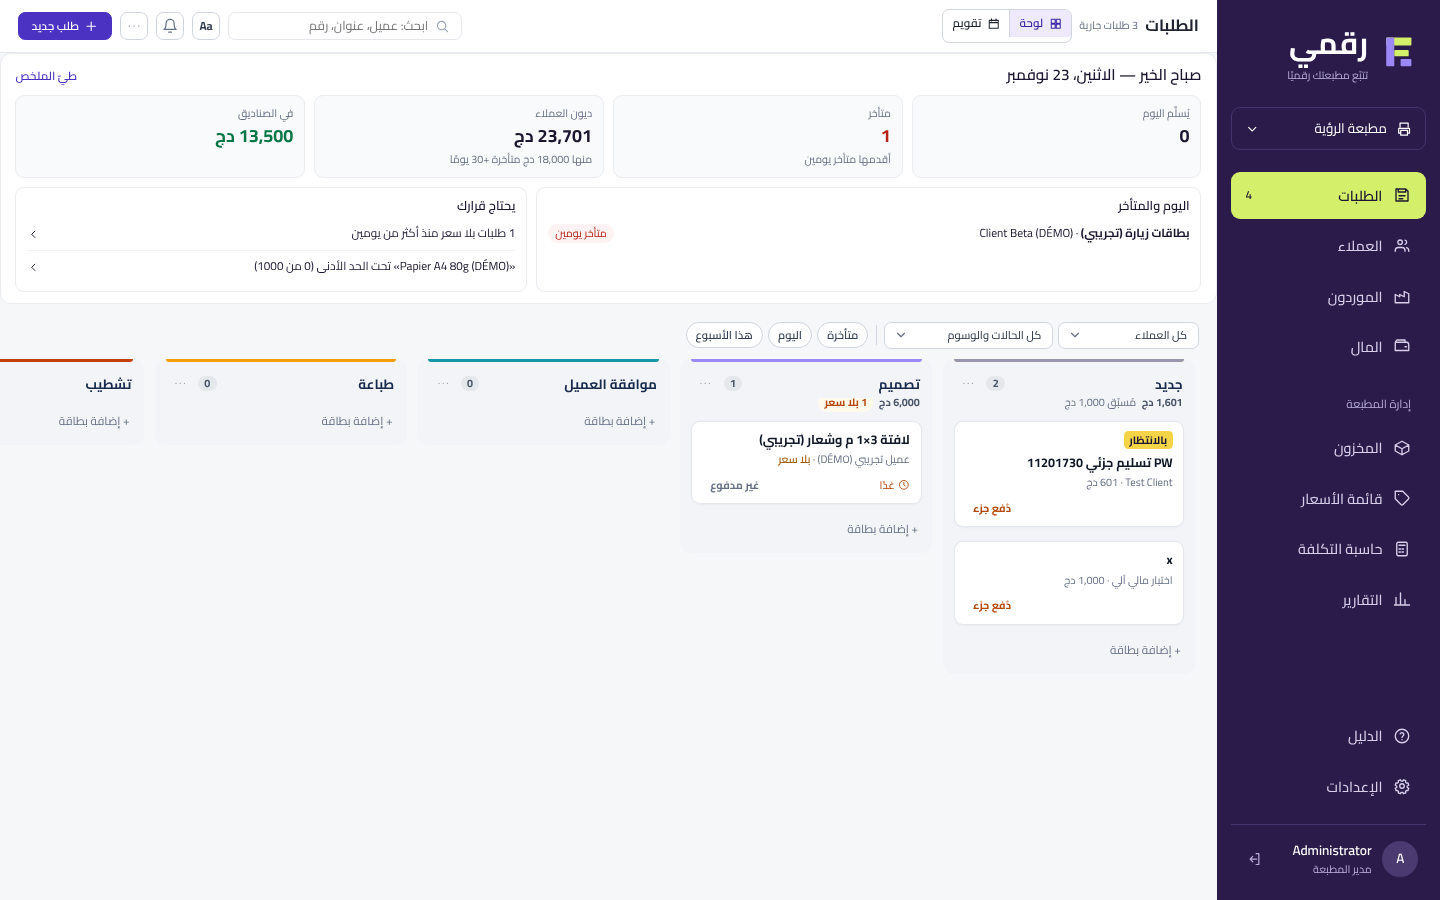 رقمي
تتبّع مطبعتك رقميًا
مطبعة الرؤية
الطلبات 4
العملاء
الموردون
المال
إدارة المطبعة
المخزون
قائمة الأسعار
حاسبة التكلفة
التقارير
الدليل
الإعدادات
A
Administrator
مدير المطبعة
الطلبات 3 طلبات جارية لوحة تقويم
ابحث: عميل، عنوان، رقم Aa ··· طلب جديد
صباح الخير — الاثنين، 23 نوفمبر
طيّ الملخص
يُسلَّم اليوم
0
متأخر
1
أقدمها متأخر يومين
ديون العملاء
23,701 دج
منها 18,000 دج متأخرة +30 يومًا
في الصناديق
13,500 دج
اليوم والمتأخر
بطاقات زيارة (تجريبي) · Client Beta (DÉMO) متأخر يومين
يحتاج قرارك
1 طلبات بلا سعر منذ أكثر من يومين
«Papier A4 80g (DÉMO)» تحت الحد الأدنى (0 من 1000)
كل العملاء كل الحالات والوسوم متأخرة اليوم هذا الأسبوع
جديد 2 ···
1,601 دج مُستبَق 1,000 دج
بالانتظار
PW تسليم جزئي 11201730
Test Client · 601 دج
دُفع جزء
x
اختبار مالي آلي · 1,000 دج
دُفع جزء
+ إضافة بطاقة
تصميم 1 ···
6,000 دج 1 بلا سعر
لافتة 3×1 م وشعار (تجريبي)
عميل تجريبي (DÉMO) · بلا سعر
غدًا غير مدفوع
+ إضافة بطاقة
موافقة العميل 0 ···
+ إضافة بطاقة
طباعة 0 ···
+ إضافة بطاقة
تشطيب
+ إضافة بطاقة